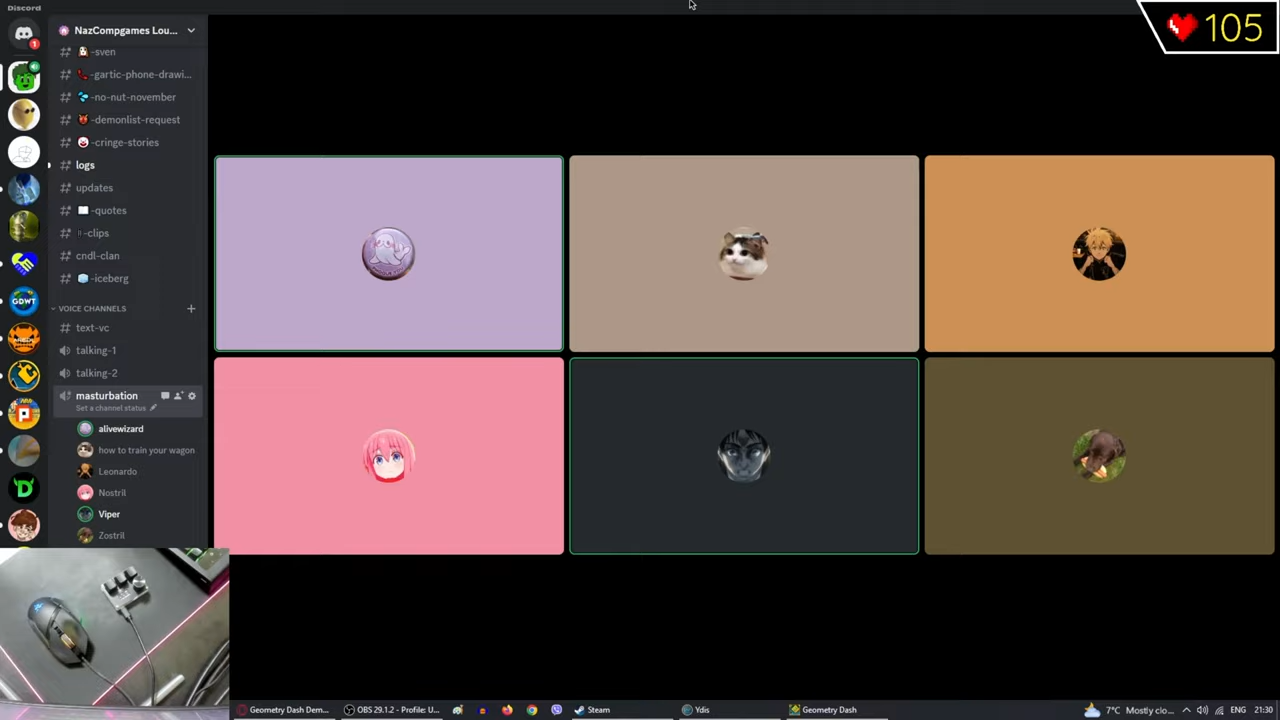 Discord
105
1
NazCompgames Lou...
-sven
-gartic-phone-drawi...
-no-nut-november
-demonlist-request
-cringe-stories
logs
updates
-quotes
-clips
cndl-clan
-iceberg
GDWT
VOICE CHANNELS
text-vc
talking-1
talking-2
masturbation
Set a channel status
alivewizard
how to train your wagon
Leonardo
Nostril
Viper
Zostril
Geometry Dash Dem...
OBS 29.1.2 - Profile: U...
Steam
Ydis
Geometry Dash
7°C Mostly clo...
ENG
21:30